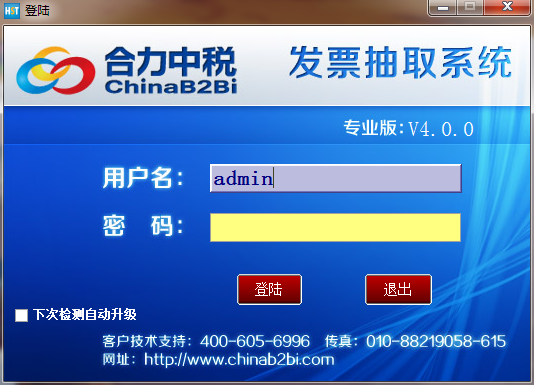 H T 登陆
合力中税 发票抽取系统
ChinaB2Bi
专业版:V4.0.0
用户名: admin
密 码:
登陆 退出
下次检测自动升级
客户技术支持: 400-605-6996 传真: 010-88219058-615
网址: http://www.chinab2bi.com